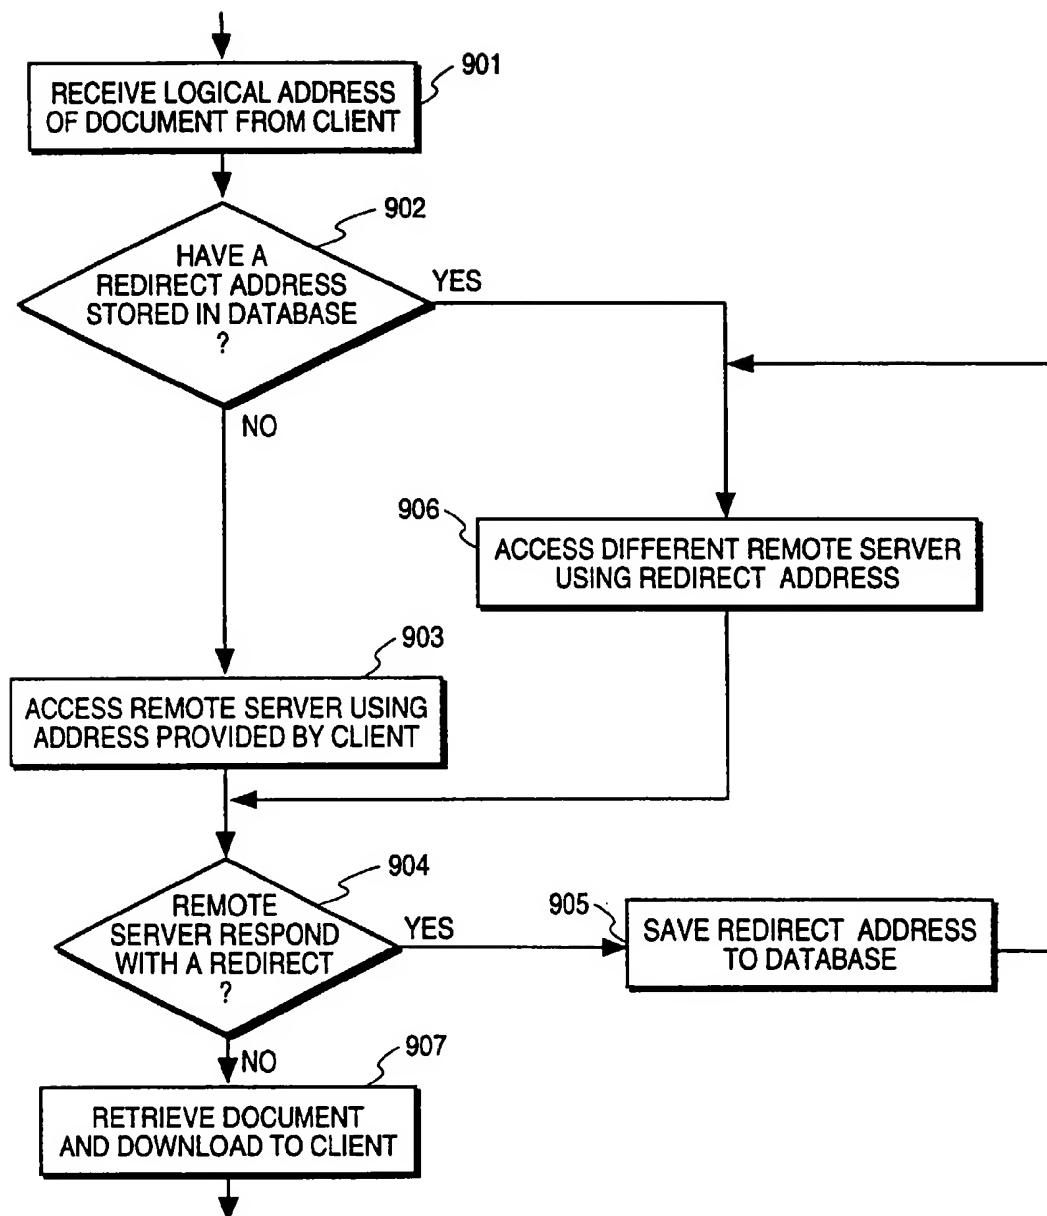 901
RECEIVE LOGICAL ADDRESS
OF DOCUMENT FROM CLIENT
902
HAVE A
REDIRECT ADDRESS
STORED IN DATABASE
?
YES
NO
906
ACCESS DIFFERENT REMOTE SERVER
USING REDIRECT ADDRESS
903
ACCESS REMOTE SERVER USING
ADDRESS PROVIDED BY CLIENT
904
REMOTE
SERVER RESPOND
WITH A REDIRECT
?
YES
905
SAVE REDIRECT ADDRESS
TO DATABASE
NO
907
RETRIEVE DOCUMENT
AND DOWNLOAD TO CLIENT